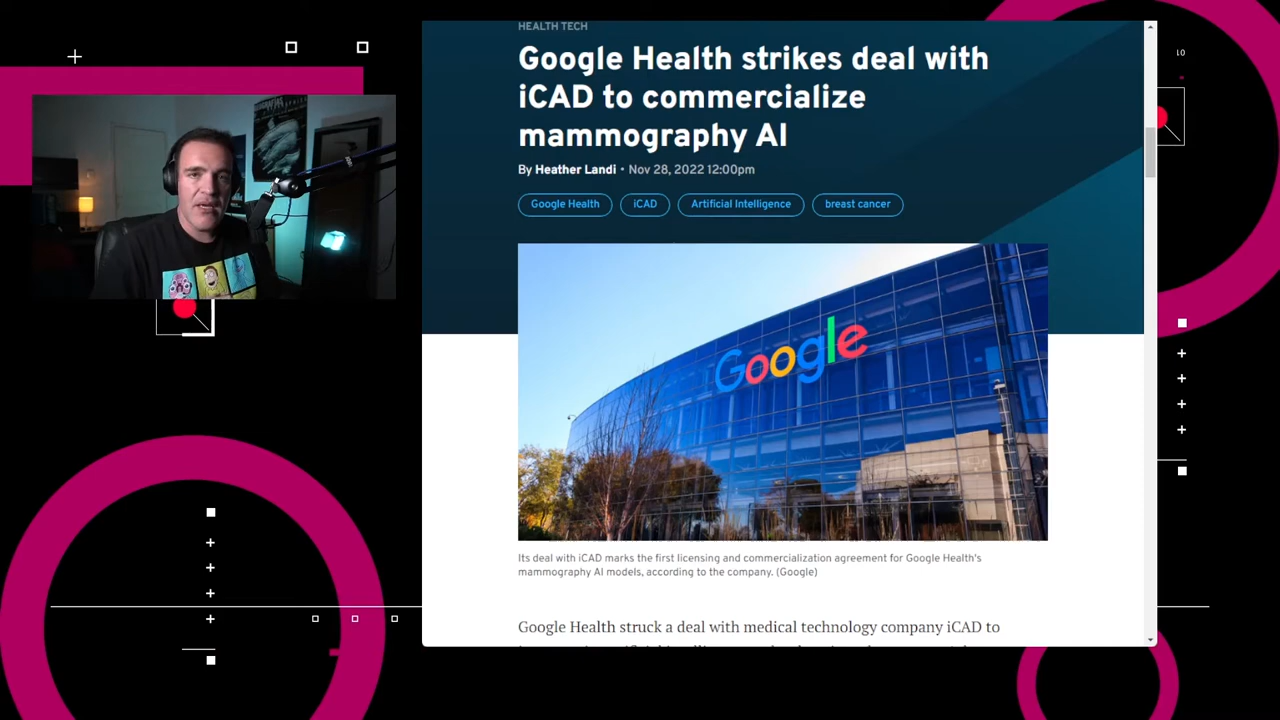 HEALTH TECH
Google Health strikes deal with
iCAD to commercialize
mammography AI
By Heather Landi • Nov 28, 2022 12:00pm
Google Health
iCAD
Artificial Intelligence
breast cancer
Google
Its deal with iCAD marks the first licensing and commercialization agreement for Google Health's
mammography AI models, according to the company. (Google)
Google Health struck a deal with medical technology company iCAD to